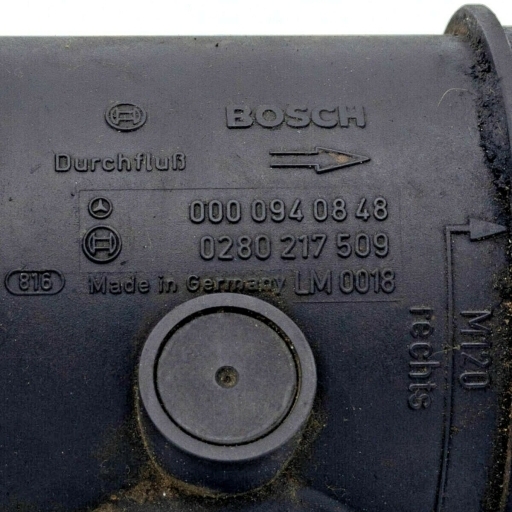 BOSCH
Durchfluß
000 094 08 48
0280 217 509
816
Made in Germany LM 0018
M120
rechts